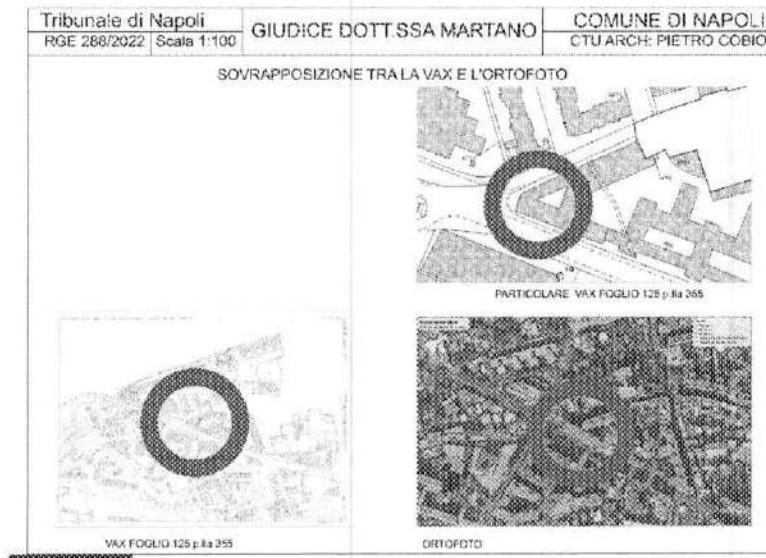 Tribunale di Napoli
RGE 288/2022 Scala 1:100
GIUDICE DOTT.SSA MARTANO
COMUNE DI NAPOLI
CTU ARCH: PIETRO COBIO
SOVRAPPOSIZIONE TRA LA VAX E L'ORTOFOTO
PARTICOLARE VAX FOGLIO 125 p.lla 355
VAX FOGLIO 125 p.lla 355
ORTOFOTO